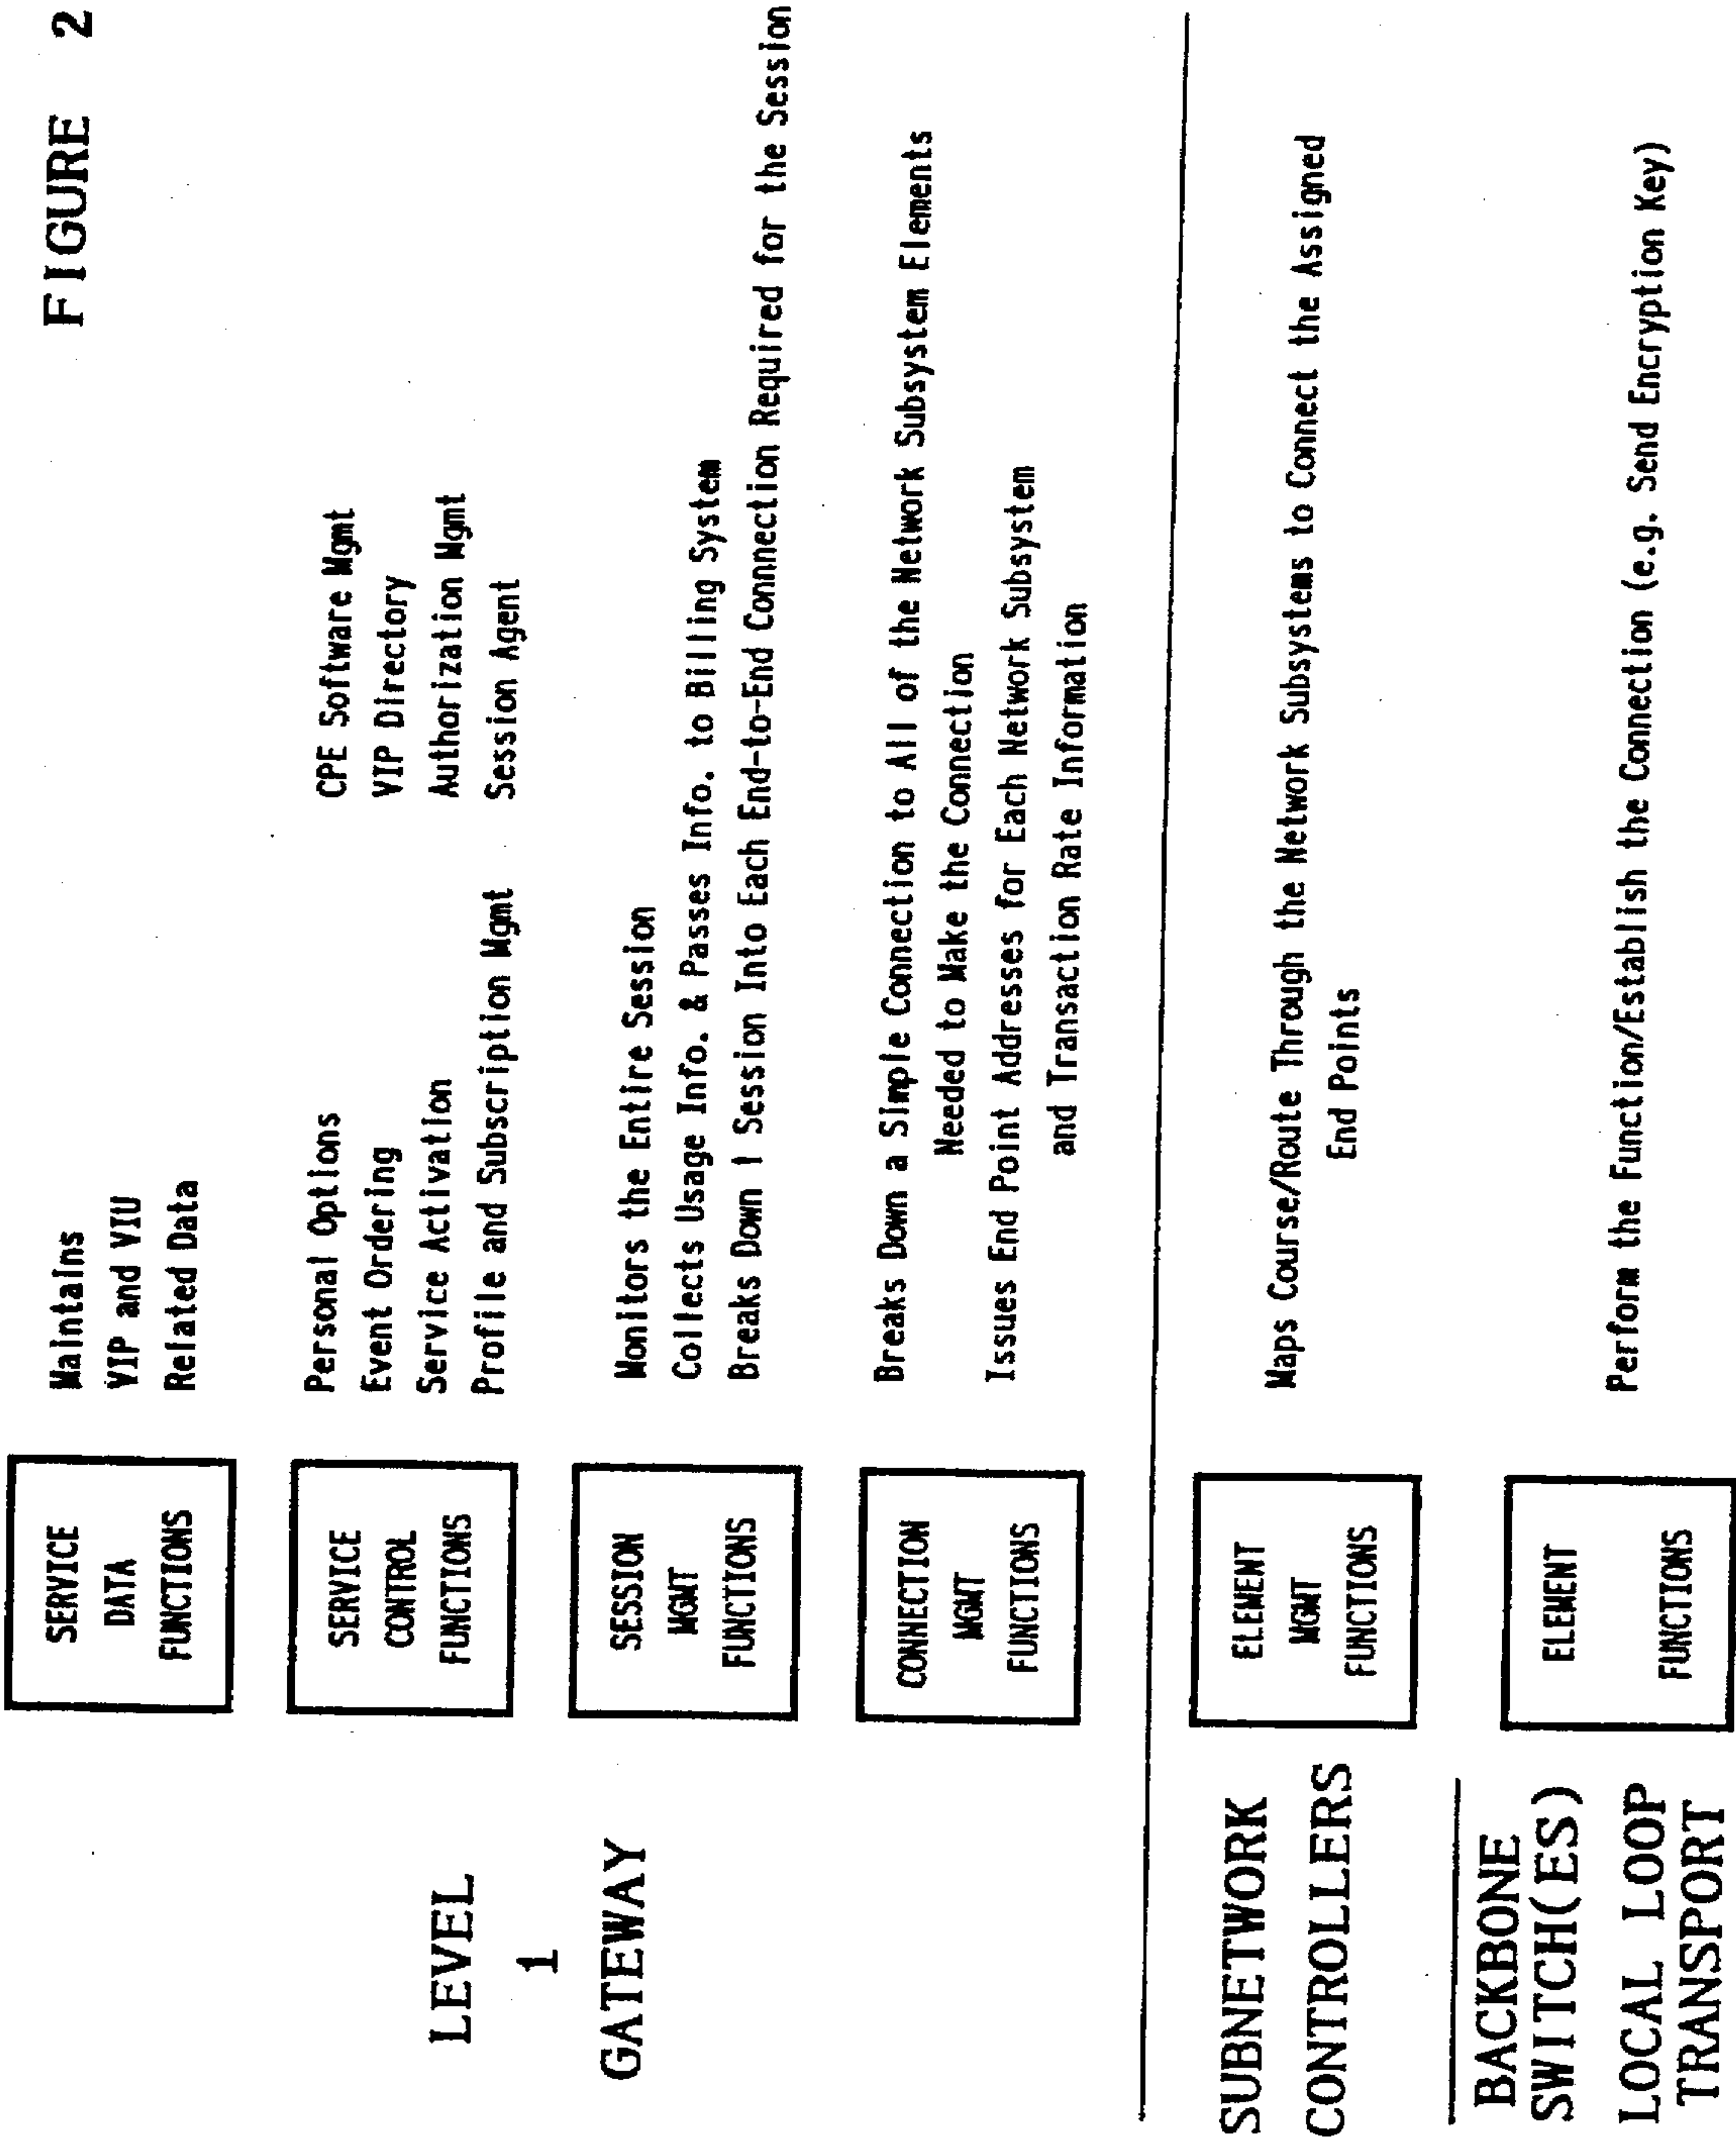 FIGURE 2
SERVICE
DATA
FUNCTIONS
Maintains
VIP and VIU
Related Data
LEVEL
1
GATEWAY
SERVICE
CONTROL
FUNCTIONS
Personal Options
Event Ordering
Service Activation
Profile and Subscription Mgmt
CPE Software Mgmt
VIP Directory
Authorization Mgmt
Session Agent
SESSION
MGMT
FUNCTIONS
Monitors the Entire Session
Collects Usage Info. & Passes Info. to Billing System
Breaks Down 1 Session Into Each End-to-End Connnection Required for the Session
CONNECTION
MGMT
FUNCTIONS
Breaks Down a Simple Connection to All of the Network Subsystem Elements
Needed to Make the Connection
Issues End Point Addresses for Each Network Subsystem
and Transaction Rate Information
SUBNETWORK
CONTROLLERS
ELEMENT
MGMT
FUNCTIONS
Maps Course/Route Through the Network Subsystems to Connect the Assigned
End Points
BACKBONE
SWITCH(ES)
LOCAL LOOP
TRANSPORT
ELEMENT
FUNCTIONS
Perform the Function/Establish the Connection (e.g. Send Encryption Key)